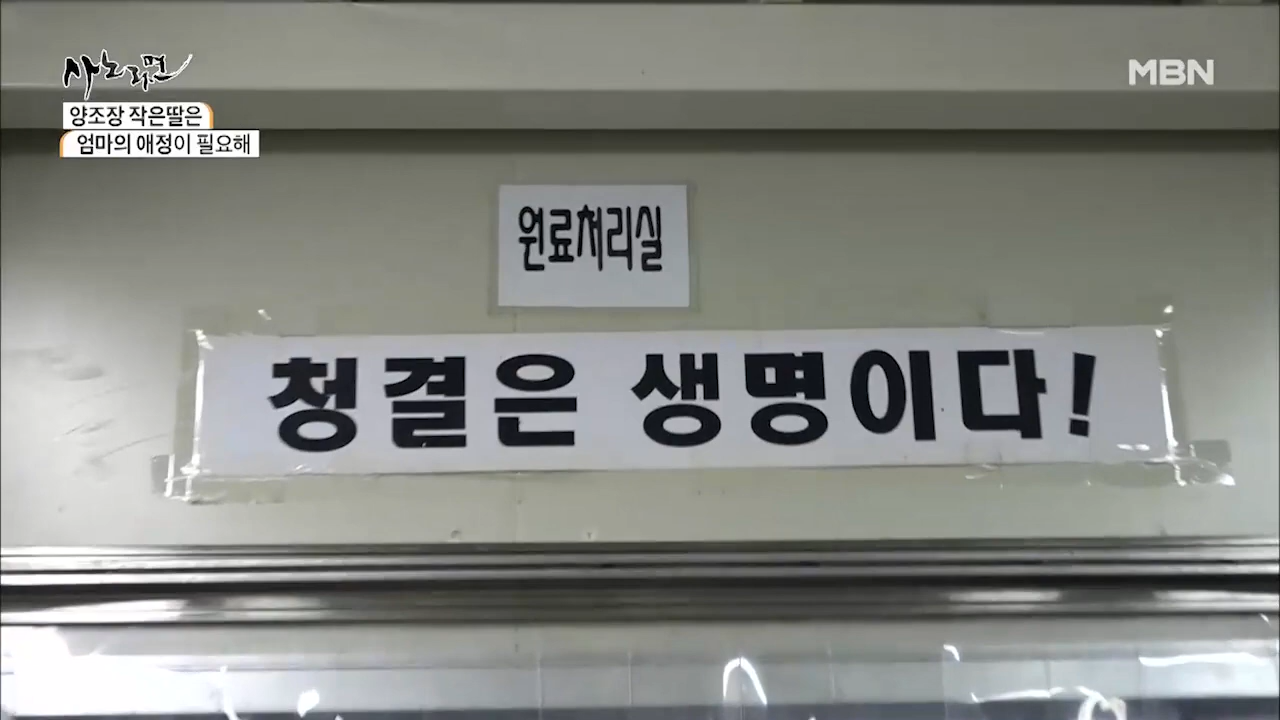 사노라면
MBN
양조장 작은딸은
엄마의 애정이 필요해
원료처리실
청결은 생명이다!